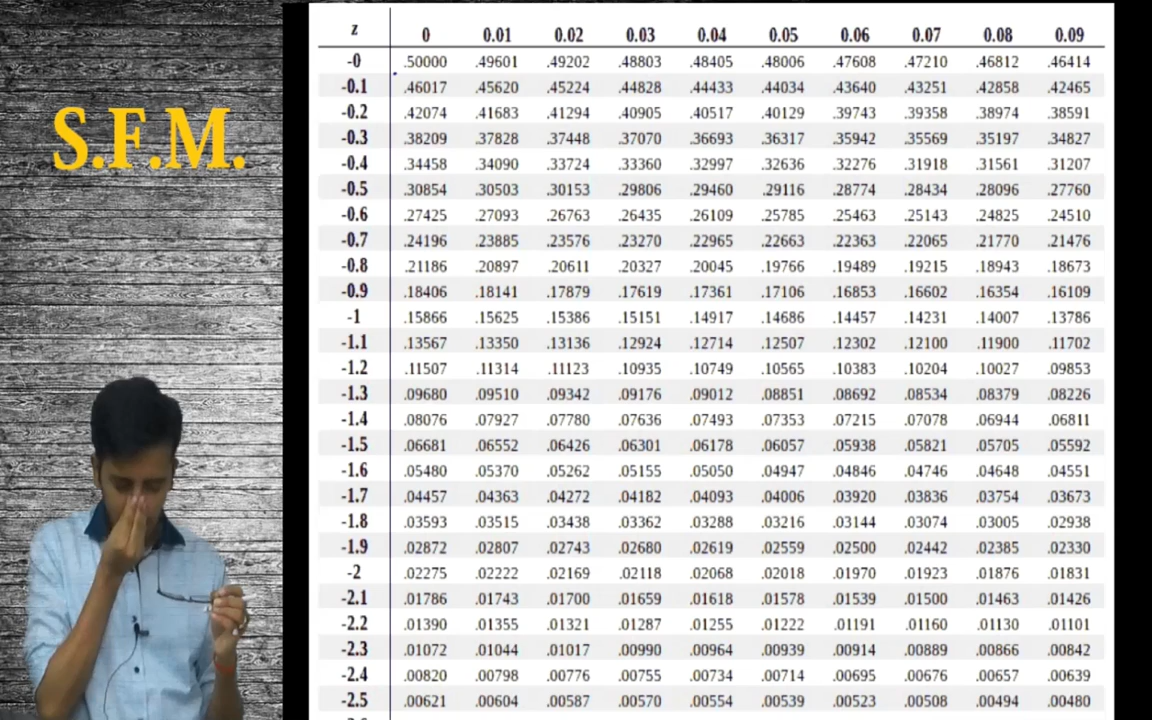 S.F.M.
z 0 0.01 0.02 0.03 0.04 0.05 0.06 0.07 0.08 0.09
-0 .50000 .49601 .49202 .48803 .48405 .48006 .47608 .47210 .46812 .46414
-0.1 .46017 .45620 .45224 .44828 .44433 .44034 .43640 .43251 .42858 .42465
-0.2 .42074 .41683 .41294 .40905 .40517 .40129 .39743 .39358 .38974 .38591
-0.3 .38209 .37828 .37448 .37070 .36693 .36317 .35942 .35569 .35197 .34827
-0.4 .34458 .34090 .33724 .33360 .32997 .32636 .32276 .31918 .31561 .31207
-0.5 .30854 .30503 .30153 .29806 .29460 .29116 .28774 .28434 .28096 .27760
-0.6 .27425 .27093 .26763 .26435 .26109 .25785 .25463 .25143 .24825 .24510
-0.7 .24196 .23885 .23576 .23270 .22965 .22663 .22363 .22065 .21770 .21476
-0.8 .21186 .20897 .20611 .20327 .20045 .19766 .19489 .19215 .18943 .18673
-0.9 .18406 .18141 .17879 .17619 .17361 .17106 .16853 .16602 .16354 .16109
-1 .15866 .15625 .15386 .15151 .14917 .14686 .14457 .14231 .14007 .13786
-1.1 .13567 .13350 .13136 .12924 .12714 .12507 .12302 .12100 .11900 .11702
-1.2 .11507 .11314 .11123 .10935 .10749 .10565 .10383 .10204 .10027 .09853
-1.3 .09680 .09510 .09342 .09176 .09012 .08851 .08692 .08534 .08379 .08226
-1.4 .08076 .07927 .07780 .07636 .07493 .07353 .07215 .07078 .06944 .06811
-1.5 .06681 .06552 .06426 .06301 .06178 .06057 .05938 .05821 .05705 .05592
-1.6 .05480 .05370 .05262 .05155 .05050 .04947 .04846 .04746 .04648 .04551
-1.7 .04457 .04363 .04272 .04182 .04093 .04006 .03920 .03836 .03754 .03673
-1.8 .03593 .03515 .03438 .03362 .03288 .03216 .03144 .03074 .03005 .02938
-1.9 .02872 .02807 .02743 .02680 .02619 .02559 .02500 .02442 .02385 .02330
-2 .02275 .02222 .02169 .02118 .02068 .02018 .01970 .01923 .01876 .01831
-2.1 .01786 .01743 .01700 .01659 .01618 .01578 .01539 .01500 .01463 .01426
-2.2 .01390 .01355 .01321 .01287 .01255 .01222 .01191 .01160 .01130 .01101
-2.3 .01072 .01044 .01017 .00990 .00964 .00939 .00914 .00889 .00866 .00842
-2.4 .00820 .00798 .00776 .00755 .00734 .00714 .00695 .00676 .00657 .00639
-2.5 .00621 .00604 .00587 .00570 .00554 .00539 .00523 .00508 .00494 .00480